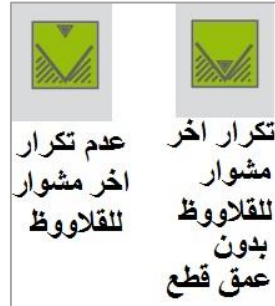 تكرار اخر
مشوار
للقلاووظ
بدون
عمق قطع
عدم تكرار
اخر مشوار
للقلاووظ